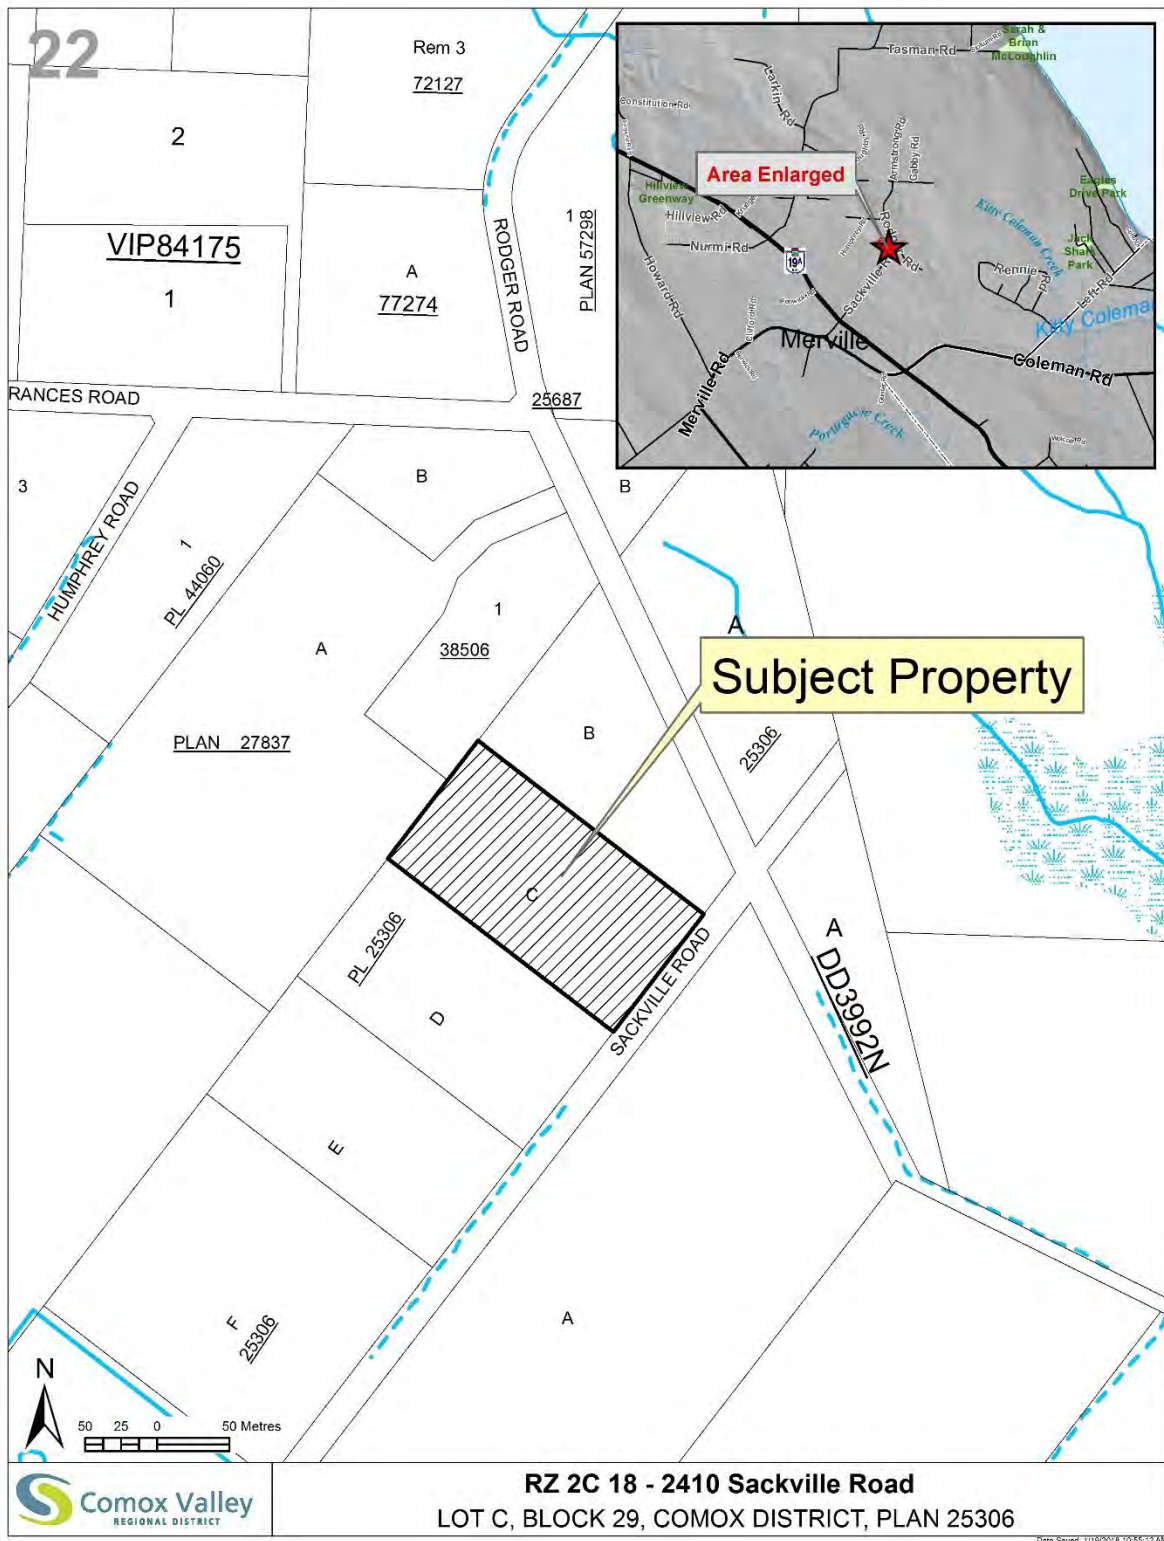 22
Rem 3
72127
2
VIP84175
1
A
77274
RODGER ROAD
1
PLAN 57298
RANCES ROAD
25687
3
HUMPHREY ROAD
1
PL 44060
B
B
A
1
38506
PLAN 27837
A
Subject Property
B
25306
C
PL 25306
D
SACKVILLE ROAD
A
DD3992N
E
F
25306
A
Sarah &
Brian
McLoughlin
Tasman Rd
Larkin Rd
Constitution Rd
Armstrong Rd
Gabby Rd
Area Enlarged
Hillview
Greenway
Hillview Rd
Nurmi Rd
Howard Rd
19A
Sackville R
Clifford Rd
Merville
Merville Rd
Portuguese Creek
Kitty Coleman Creek
Eagles
Drive Park
Jack
Shark
Park
Rennie Rd
Left Rd
Kitty Coleman
Coleman Rd
N
50 25 0 50 Metres
Comox Valley
REGIONAL DISTRICT
RZ 2C 18 - 2410 Sackville Road
LOT C, BLOCK 29, COMOX DISTRICT, PLAN 25306